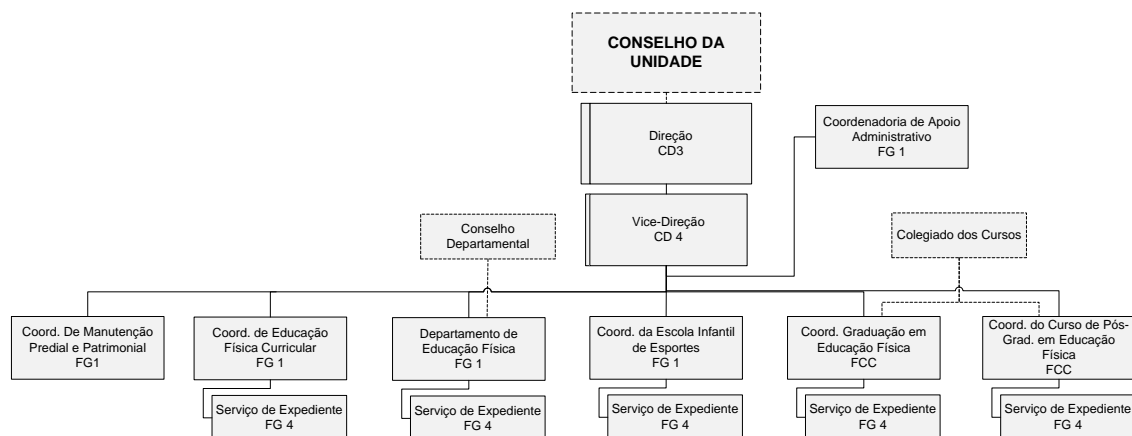 CONSELHO DA
UNIDADE
Direção
CD3
Coordenadoria de Apoio
Administrativo
FG 1
Vice-Direção
CD 4
Conselho
Departamental
Colegiado dos Cursos
Coord. De Manutenção
Predial e Patrimonial
FG1
Coord. de Educação
Física Curricular
FG 1
Departamento de
Educação Física
FG 1
Coord. da Escola Infantil
de Esportes
FG 1
Coord. Graduação em
Educação Física
FCC
Coord. do Curso de Pós-
Grad. em Educação
Física
FCC
Serviço de Expediente
FG 4
Serviço de Expediente
FG 4
Serviço de Expediente
FG 4
Serviço de Expediente
FG 4
Serviço de Expediente
FG 4